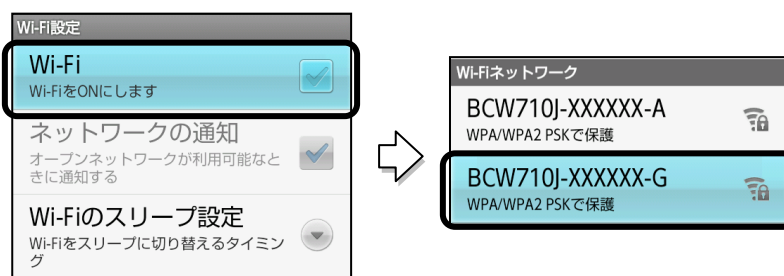 Wi-Fi設定
Wi-Fi
Wi-FiをONにします
ネットワークの通知
オープンネットワークが利用可能なと
きに通知する
Wi-Fiのスリープ設定
Wi-Fiをスリープに切り替えるタイミン
グ
Wi-Fiネットワーク
BCW710J-XXXXXX-A
WPA/WPA2 PSKで保護
BCW710J-XXXXXX-G
WPA/WPA2 PSKで保護